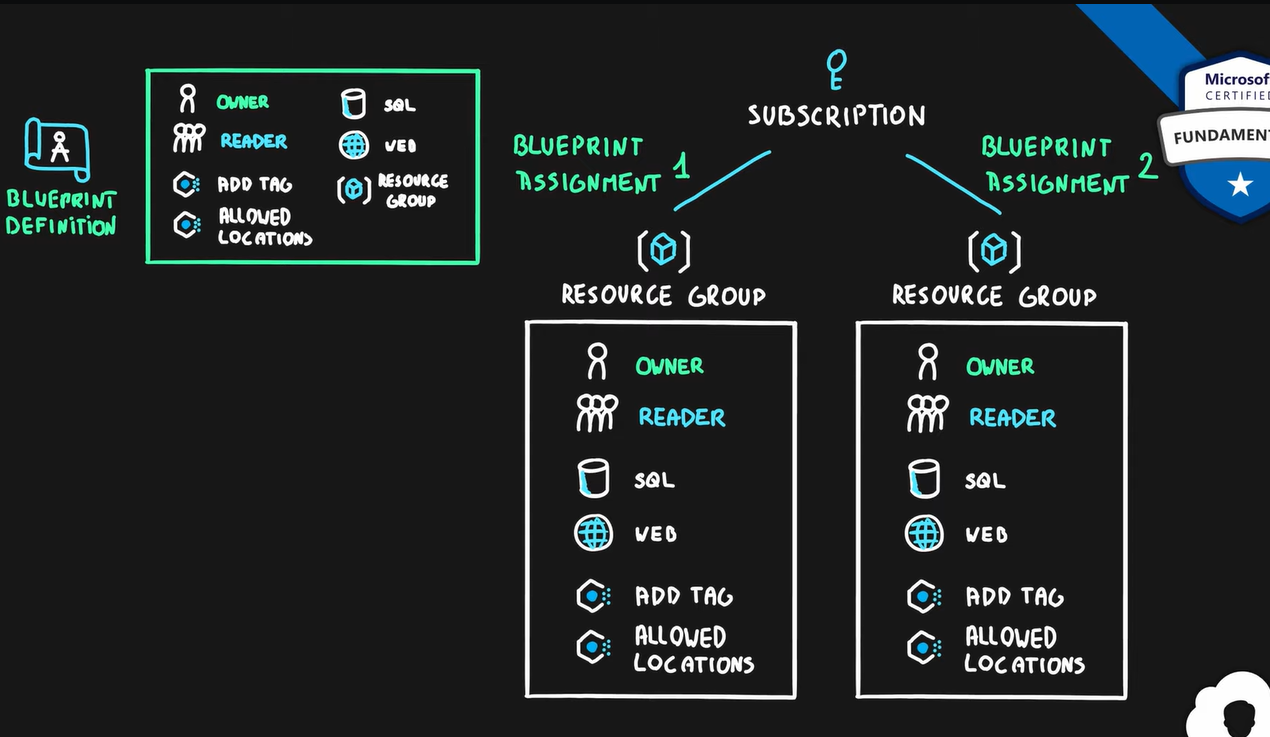 BLUEPRINT
DEFINITION
OWNER
READER
ADD TAG
ALLOWED
LOCATIONS
SQL
WEB
RESOURCE
GROUP
SUBSCRIPTION
BLUEPRINT
ASSIGNMENT 1
BLUEPRINT
ASSIGNMENT 2
RESOURCE GROUP
OWNER
READER
SQL
WEB
ADD TAG
ALLOWED
LOCATIONS
RESOURCE GROUP
OWNER
READER
SQL
WEB
ADD TAG
ALLOWED
LOCATIONS
Microsof
CERTIFIED
FUNDAMENT